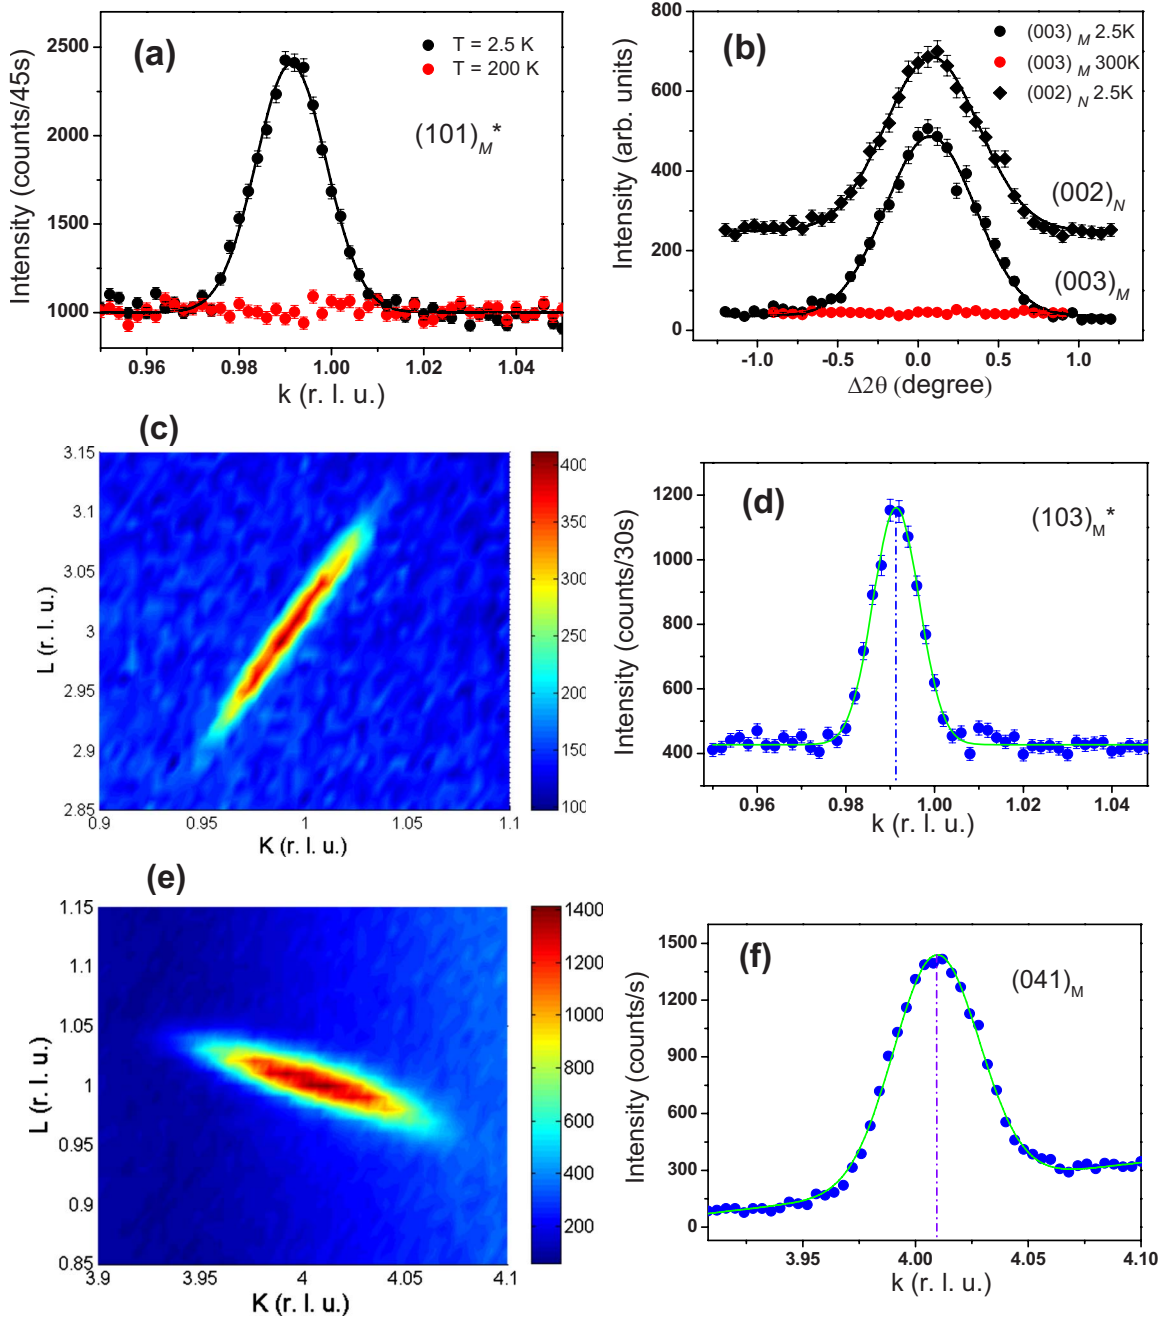 (a)
T = 2.5 K
T = 200 K
(101)M*
Intensity (counts/45s)
2500
2000
1500
1000
0.96
0.98
1.00
1.02
1.04
k (r. l. u.)
(b)
(003) M 2.5K
(003) M 300K
(002) N 2.5K
(002)N
(003)M
Intensity (arb. units)
800
600
400
200
0
-1.0
-0.5
0.0
0.5
1.0
Δ2θ (degree)
(c)
L (r. l. u.)
3.15
3.1
3.05
3
2.95
2.9
2.85
0.9
0.95
1
1.05
1.1
K (r. l. u.)
400
350
300
250
200
150
100
(d)
(103)M*
Intensity (counts/30s)
1200
1000
800
600
400
0.96
0.98
1.00
1.02
1.04
k (r. l. u.)
(e)
L (r. l. u.)
1.15
1.1
1.05
1
0.95
0.9
0.85
3.9
3.95
4
4.05
4.1
K (r. l. u.)
1400
1200
1000
800
600
400
200
(f)
(041)M
Intensity (counts/s)
1500
1200
900
600
300
0
3.95
4.00
4.05
4.10
k (r. l. u.)